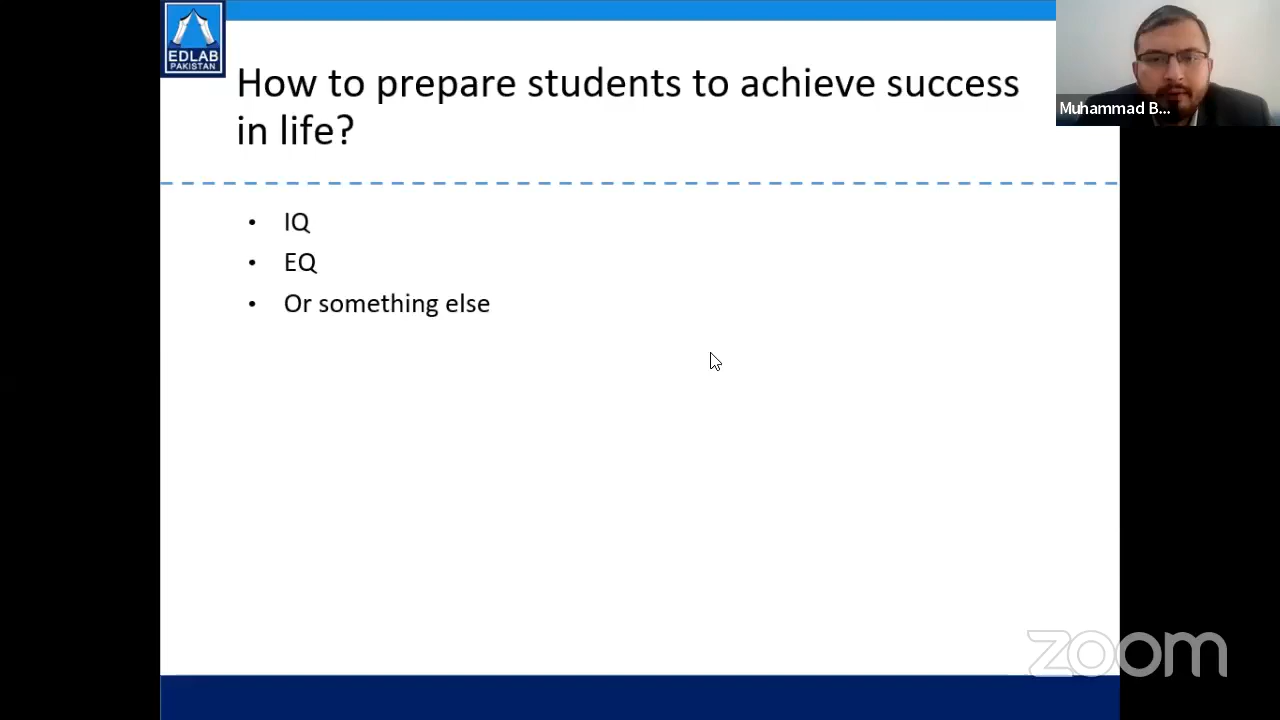 EDLAB
PAKISTAN
How to prepare students to achieve success
in life?
Muhammad B...
• IQ
• EQ
• Or something else
zoom